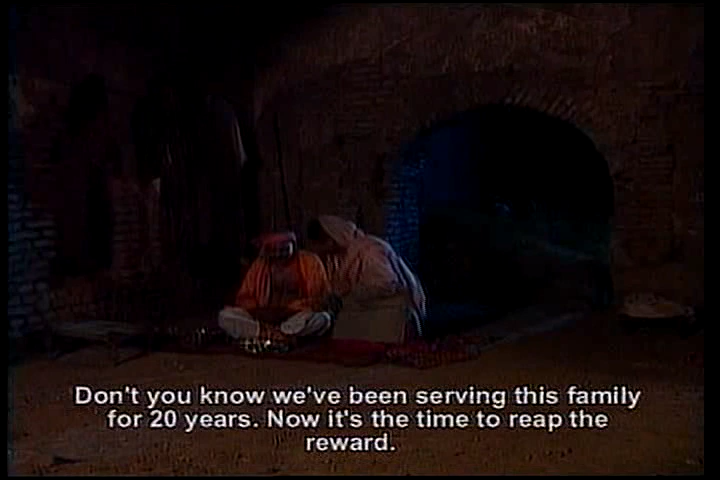 Don't you know we've been serving this family
for 20 years. Now it's the time to reap the
reward.